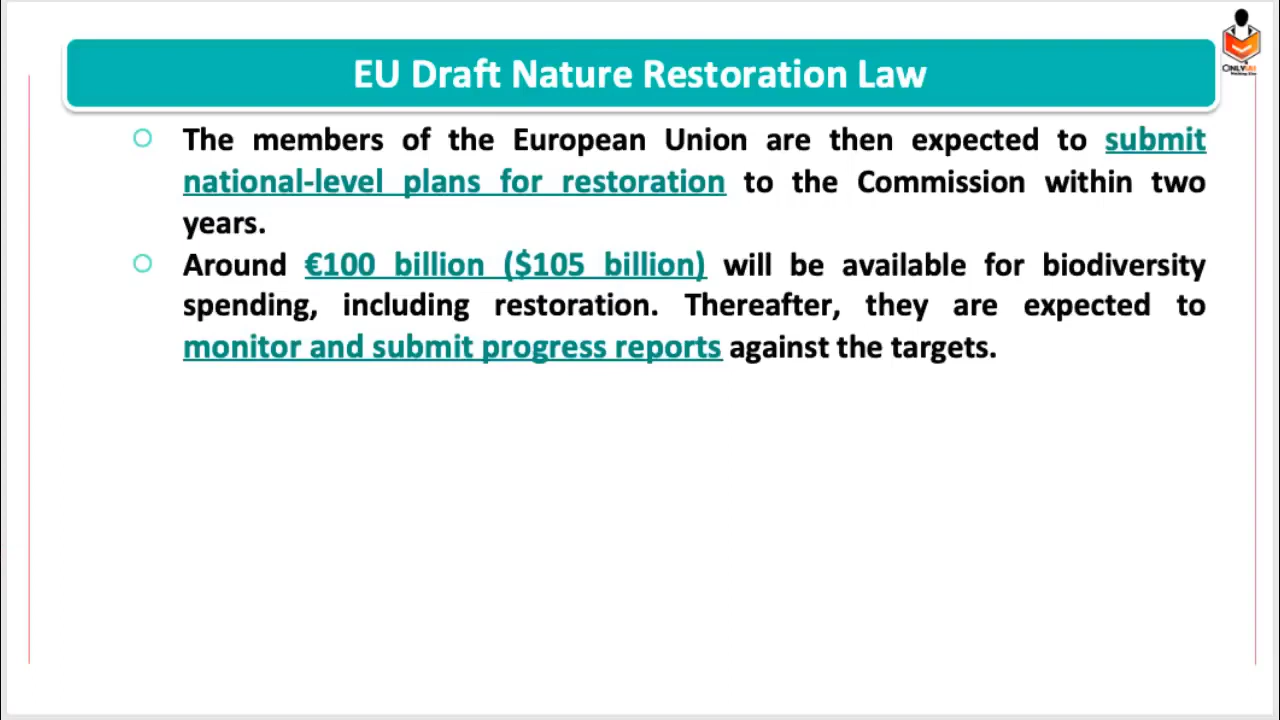 EU Draft Nature Restoration Law
The members of the European Union are then expected to submit
national-level plans for restoration to the Commission within two
years.
Around €100 billion ($105 billion) will be available for biodiversity
spending, including restoration. Thereafter, they are expected to
monitor and submit progress reports against the targets.